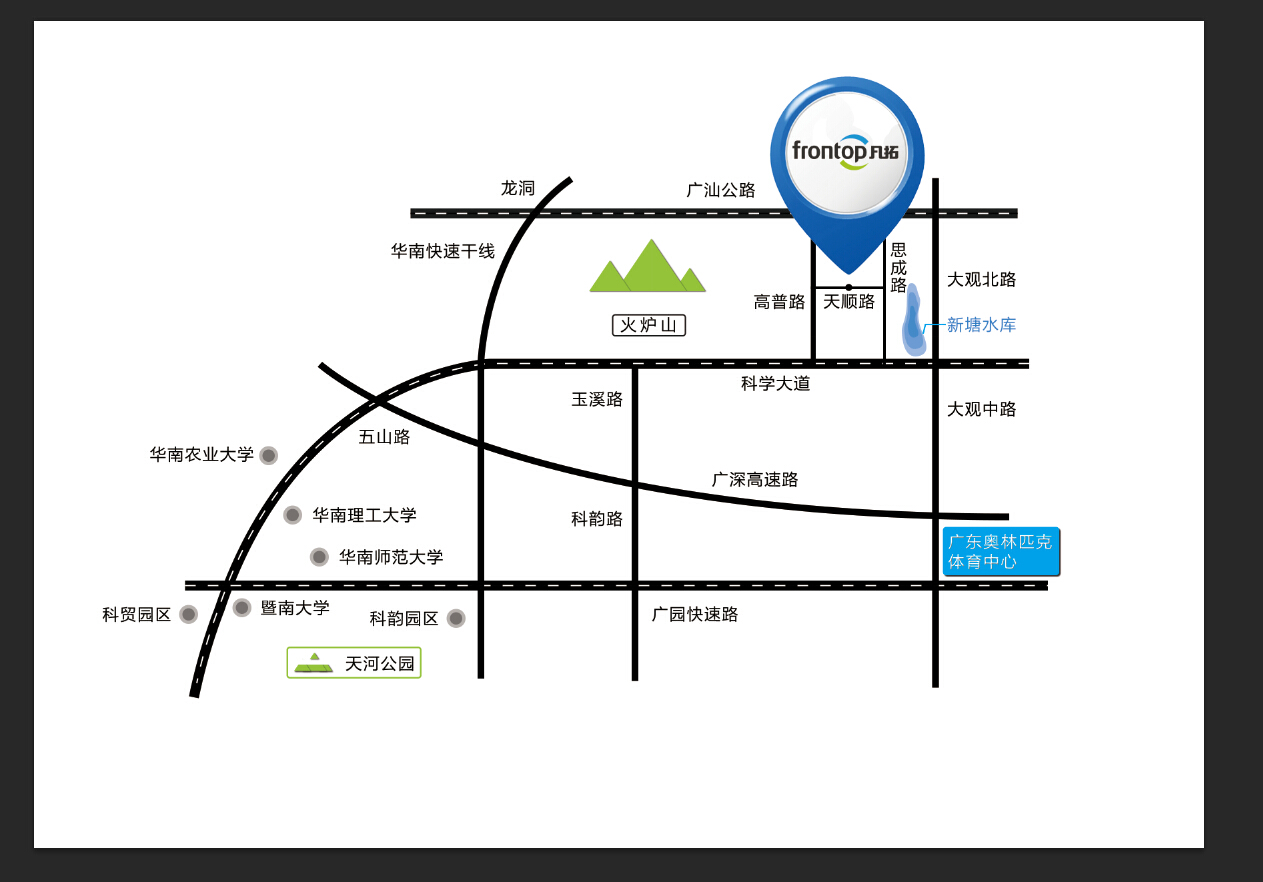 frontop凡拓
龙洞
广汕公路
华南快速干线
思成路
大观北路
高普路
天顺路
火炉山
新塘水库
科学大道
玉溪路
大观中路
五山路
华南农业大学
广深高速路
华南理工大学
科韵路
广东奥林匹克
体育中心
华南师范大学
暨南大学
科贸园区
科韵园区
广园快速路
天河公园